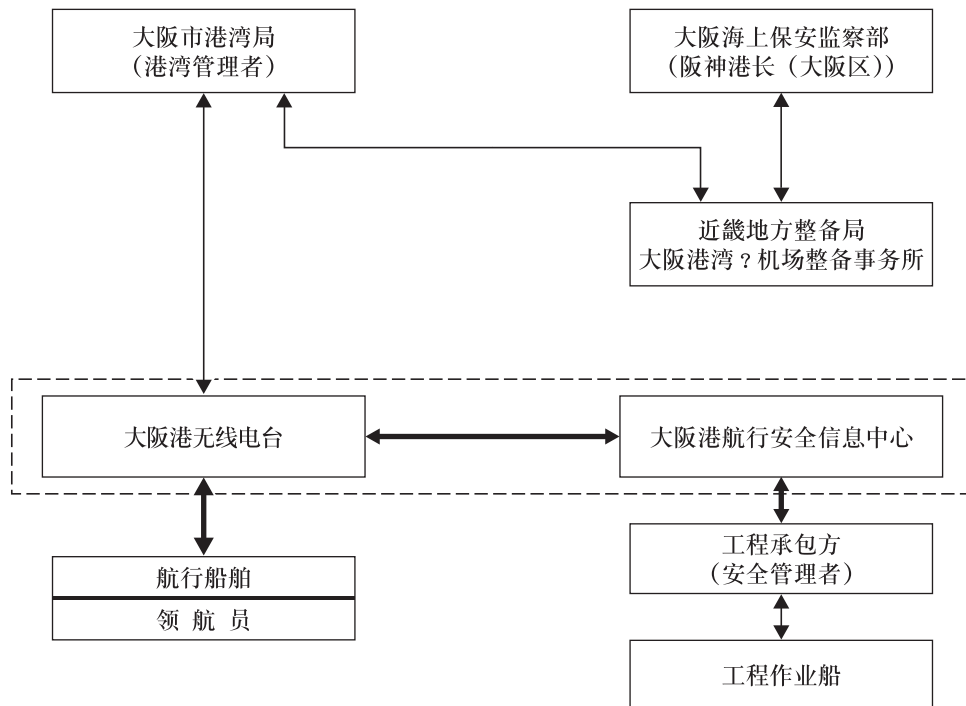 大阪市港湾局
（港湾管理者）
大阪海上保安监察部
（阪神港长（大阪区））
近畿地方整备局
大阪港湾？机场整备事务所
大阪港无线电台
大阪港航行安全信息中心
航行船舶
领航员
工程承包方
（安全管理者）
工程作业船